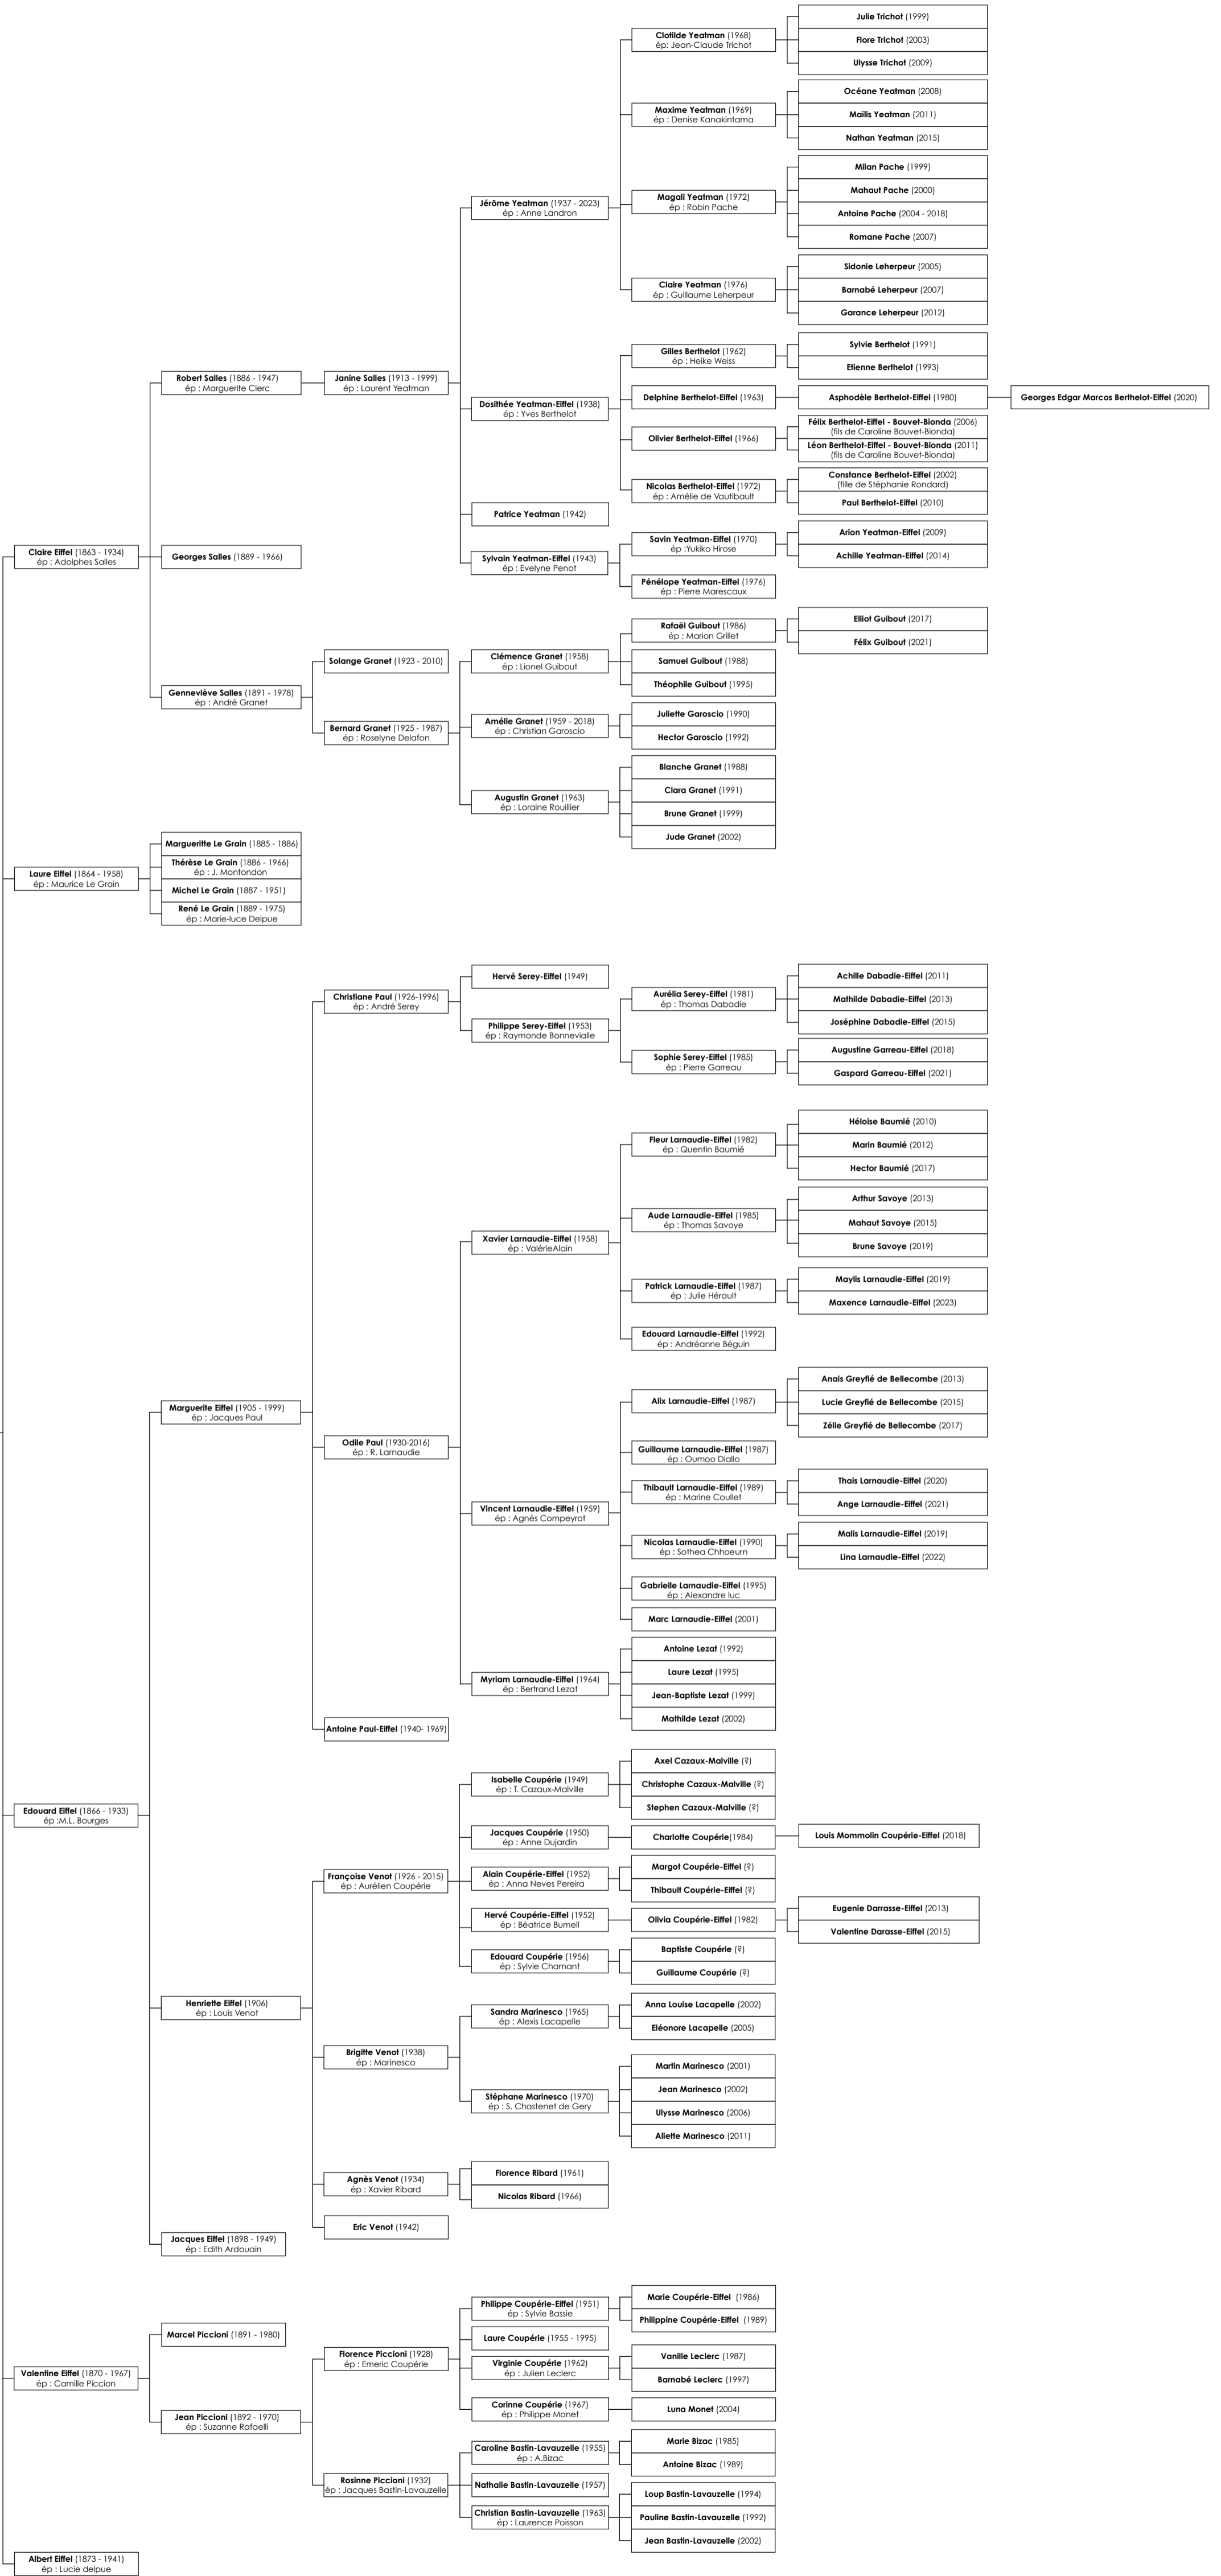 Julie Trichot (1999)
Clotilde Yeatman (1968)
ép: Jean-Claude Trichot
Flore Trichot (2003)
Ulysse Trichot (2009)
Océane Yeatman (2008)
Maxime Yeatman (1969)
ép : Denise Kanakintama
Maïlis Yeatman (2011)
Nathan Yeatman (2015)
Milan Pache (1999)
Mahaut Pache (2000)
Jérôme Yeatman (1937 - 2023)
ép : Anne Landron
Magali Yeatman (1972)
ép : Robin Pache
Antoine Pache (2004 - 2018)
Romane Pache (2007)
Sidonie Leherpeur (2005)
Claire Yeatman (1976)
ép : Guillaume Leherpeur
Barnabé Leherpeur (2007)
Garance Leherpeur (2012)
Gilles Berthelot (1962)
ép : Heike Weiss
Sylvie Berthelot (1991)
Etienne Berthelot (1993)
Robert Salles (1886 - 1947)
ép : Marguerite Clerc
Janine Salles (1913 - 1999)
ép : Laurent Yeatman
Dosithée Yeatman-Eiffel (1938)
ép : Yves Berthelot
Delphine Berthelot-Eiffel (1963)
Asphodèle Berthelot-Eiffel (1980)
Georges Edgar Marcos Berthelot-Eiffel (2020)
Olivier Berthelot-Eiffel (1966)
Félix Berthelot-Eiffel - Bouvet-Bionda (2006)
(fils de Caroline Bouvet-Bionda)
Léon Berthelot-Eiffel - Bouvet-Bionda (2011)
(fils de Caroline Bouvet-Bionda)
Nicolas Berthelot-Eiffel (1972)
ép : Amélie de Vautibault
Constance Berthelot-Eiffel (2002)
(fille de Stéphanie Rondard)
Paul Berthelot-Eiffel (2010)
Patrice Yeatman (1942)
Claire Eiffel (1863 - 1934)
ép : Adolphes Salles
Georges Salles (1889 - 1966)
Sylvain Yeatman-Eiffel (1943)
ép : Evelyne Penot
Savin Yeatman-Eiffel (1970)
ép :Yukiko Hirose
Arion Yeatman-Eiffel (2009)
Achille Yeatman-Eiffel (2014)
Pénélope Yeatman-Eiffel (1976)
ép : Pierre Marescaux
Rafaël Guibout (1986)
ép : Marion Grillet
Elliot Guibout (2017)
Félix Guibout (2021)
Solange Granet (1923 - 2010)
Clémence Granet (1958)
ép : Lionel Guibout
Samuel Guibout (1988)
Théophile Guibout (1995)
Genneviève Salles (1891 - 1978)
ép : André Granet
Bernard Granet (1925 - 1987)
ép : Roselyne Delafon
Amélie Granet (1959 - 2018)
ép : Christian Garoscio
Juliette Garoscio (1990)
Hector Garoscio (1992)
Augustin Granet (1963)
ép : Loraine Rouillier
Blanche Granet (1988)
Clara Granet (1991)
Brune Granet (1999)
Jude Granet (2002)
Laure Eiffel (1864 - 1958)
ép : Maurice Le Grain
Margueritte Le Grain (1885 - 1886)
Thérèse Le Grain (1886 - 1966)
ép : J. Montondon
Michel Le Grain (1887 - 1951)
René Le Grain (1889 - 1975)
ép : Marie-luce Delpue
Christiane Paul (1926-1996)
ép : André Serey
Hervé Serey-Eiffel (1949)
Philippe Serey-Eiffel (1953)
ép : Raymonde Bonnevialle
Aurélia Serey-Eiffel (1981)
ép : Thomas Dabadie
Achille Dabadie-Eiffel (2011)
Mathilde Dabadie-Eiffel (2013)
Joséphine Dabadie-Eiffel (2015)
Sophie Serey-Eiffel (1985)
ép : Pierre Garreau
Augustine Garreau-Eiffel (2018)
Gaspard Garreau-Eiffel (2021)
Fleur Larnaudie-Eiffel (1982)
ép : Quentin Baumié
Héloïse Baumié (2010)
Marin Baumié (2012)
Hector Baumié (2017)
Xavier Larnaudie-Eiffel (1958)
ép : ValérieAlain
Aude Larnaudie-Eiffel (1985)
ép : Thomas Savoye
Arthur Savoye (2013)
Mahaut Savoye (2015)
Brune Savoye (2019)
Patrick Larnaudie-Eiffel (1987)
ép : Julie Hérault
Maylis Larnaudie-Eiffel (2019)
Maxence Larnaudie-Eiffel (2023)
Edouard Larnaudie-Eiffel (1992)
ép : Andréanne Béguin
Marguerite Eiffel (1905 - 1999)
ép : Jacques Paul
Odile Paul (1930-2016)
ép : R. Larnaudie
Alix Larnaudie-Eiffel (1987)
Anais Greyfié de Bellecombe (2013)
Lucie Greyfié de Bellecombe (2015)
Zélie Greyfié de Bellecombe (2017)
Guillaume Larnaudie-Eiffel (1987)
ép : Oumoo Diallo
Vincent Larnaudie-Eiffel (1959)
ép : Agnès Compeyrot
Thibault Larnaudie-Eiffel (1989)
ép : Marine Coullet
Thais Larnaudie-Eiffel (2020)
Ange Larnaudie-Eiffel (2021)
Nicolas Larnaudie-Eiffel (1990)
ép : Sothea Chhoeurn
Malis Larnaudie-Eiffel (2019)
Lina Larnaudie-Eiffel (2022)
Gabrielle Larnaudie-Eiffel (1995)
ép : Alexandre luc
Marc Larnaudie-Eiffel (2001)
Myriam Larnaudie-Eiffel (1964)
ép : Bertrand Lezat
Antoine Lezat (1992)
Laure Lezat (1995)
Jean-Baptiste Lezat (1999)
Mathilde Lezat (2002)
Antoine Paul-Eiffel (1940- 1969)
Edouard Eiffel (1866 - 1933)
ép :M.L. Bourges
Isabelle Coupérie (1949)
ép : T. Cazaux-Malville
Axel Cazaux-Malville (?)
Christophe Cazaux-Malville (?)
Stephen Cazaux-Malville (?)
Jacques Coupérie (1950)
ép : Anne Dujardin
Charlotte Coupérie(1984)
Louis Mommolin Coupérie-Eiffel (2018)
Françoise Venot (1926 - 2015)
ép : Aurélien Coupérie
Alain Coupérie-Eiffel (1952)
ép : Anna Neves Pereira
Margot Coupérie-Eiffel (?)
Thibault Coupérie-Eiffel (?)
Hervé Coupérie-Eiffel (1952)
ép : Béatrice Burnell
Olivia Coupérie-Eiffel (1982)
Eugenie Darrasse-Eiffel (2013)
Valentine Darasse-Eiffel (2015)
Edouard Coupérie (1956)
ép : Sylvie Chamant
Baptiste Coupérie (?)
Guillaume Coupérie (?)
Henriette Eiffel (1906)
ép : Louis Venot
Sandra Marinesco (1965)
ép : Alexis Lacapelle
Anna Louise Lacapelle (2002)
Eléonore Lacapelle (2005)
Brigitte Venot (1938)
ép : Marinesco
Stéphane Marinesco (1970)
ép : S. Chastenet de Gery
Martin Marinesco (2001)
Jean Marinesco (2002)
Ulysse Marinesco (2006)
Aliette Marinesco (2011)
Agnès Venot (1934)
ép : Xavier Ribard
Florence Ribard (1961)
Nicolas Ribard (1966)
Eric Venot (1942)
Jacques Eiffel (1898 - 1949)
ép : Edith Ardouain
Valentine Eiffel (1870 - 1967)
ép : Camille Piccion
Marcel Piccioni (1891 - 1980)
Florence Piccioni (1928)
ép : Emeric Coupérie
Philippe Coupérie-Eiffel (1951)
ép : Sylvie Bassie
Marie Coupérie-Eiffel (1986)
Philippine Coupérie-Eiffel (1989)
Laure Coupérie (1955 - 1995)
Virginie Coupérie (1962)
ép : Julien Leclerc
Vanille Leclerc (1987)
Barnabé Leclerc (1997)
Corinne Coupérie (1967)
ép : Philippe Monet
Luna Monet (2004)
Jean Piccioni (1892 - 1970)
ép : Suzanne Rafaelli
Rosinne Piccioni (1932)
ép : Jacques Bastin-Lavauzelle
Caroline Bastin-Lavauzelle (1955)
ép : A.Bizac
Marie Bizac (1985)
Antoine Bizac (1989)
Nathalie Bastin-Lavauzelle (1957)
Christian Bastin-Lavauzelle (1963)
ép : Laurence Poisson
Loup Bastin-Lavauzelle (1994)
Pauline Bastin-Lavauzelle (1992)
Jean Bastin-Lavauzelle (2002)
Albert Eiffel (1873 - 1941)
ép : Lucie delpue